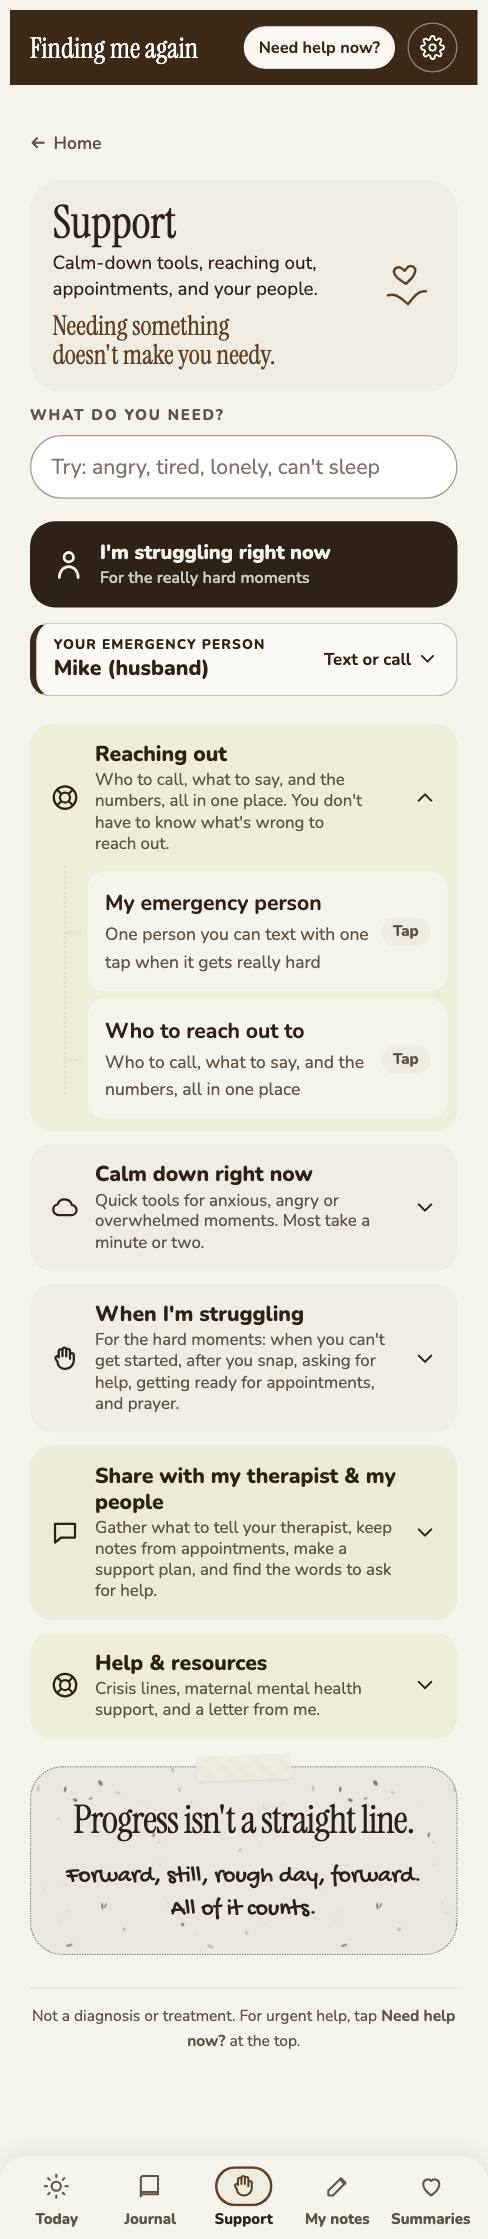 Finding me again
Need help now?
← Home
Support
Calm-down tools, reaching out,
appointments, and your people.
Needing something
doesn't make you needy.
WHAT DO YOU NEED?
Try: angry, tired, lonely, can't sleep
I'm struggling right now
For the really hard moments
YOUR EMERGENCY PERSON
Mike (husband)
Text or call
Reaching out
Who to call, what to say, and the
numbers, all in one place. You don't
have to know what's wrong to
reach out.
My emergency person
One person you can text with one
tap when it gets really hard
Tap
Who to reach out to
Who to call, what to say, and the
numbers, all in one place
Tap
Calm down right now
Quick tools for anxious, angry or
overwhelmed moments. Most take a
minute or two.
When I'm struggling
For the hard moments: when you can't
get started, after you snap, asking for
help, getting ready for appointments,
and prayer.
Share with my therapist & my
people
Gather what to tell your therapist, keep
notes from appointments, make a
support plan, and find the words to ask
for help.
Help & resources
Crisis lines, maternal mental health
support, and a letter from me.
Progress isn't a straight line.
Forward, still, rough day, forward.
All of it counts.
Not a diagnosis or treatment. For urgent help, tap Need help
now? at the top.
Today
Journal
Support
My notes
Summaries